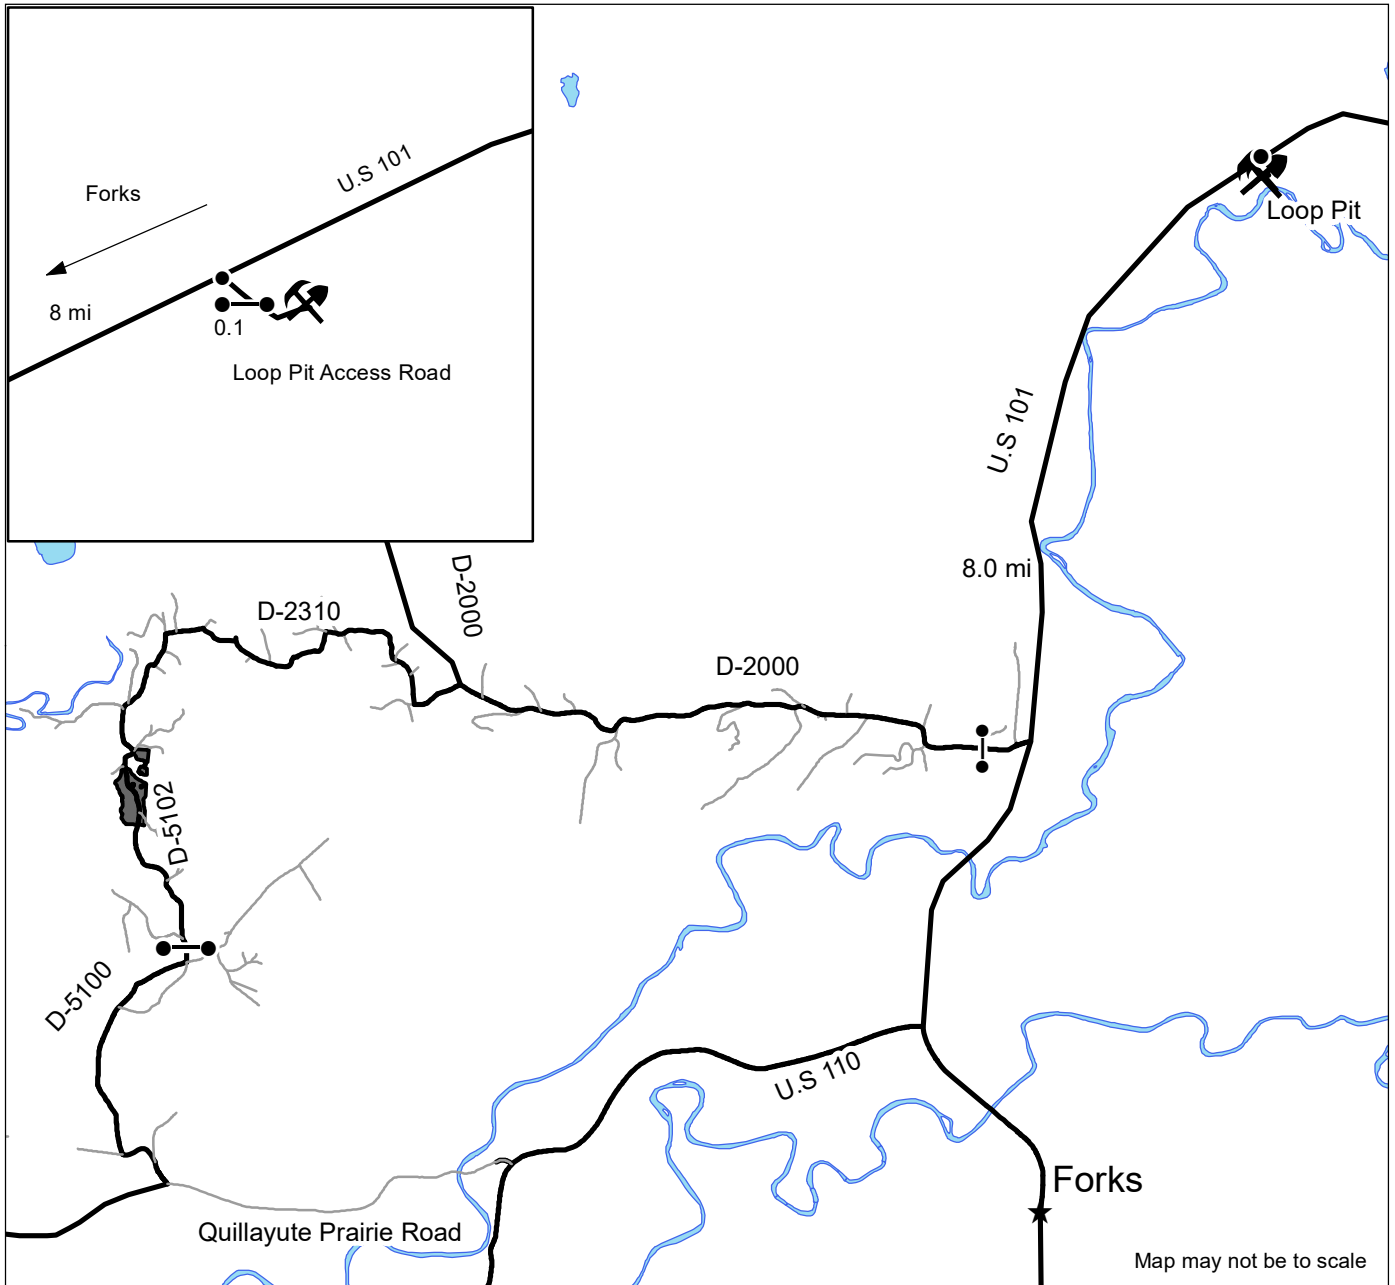 U.S 101
Forks
8 mi
0.1
Loop Pit Access Road
Loop Pit
U.S 101
8.0 mi
D-2000
D-2310
D-2000
D-5102
D-5100
U.S 110
Forks
Quillayute Prairie Road
Map may not be to scale